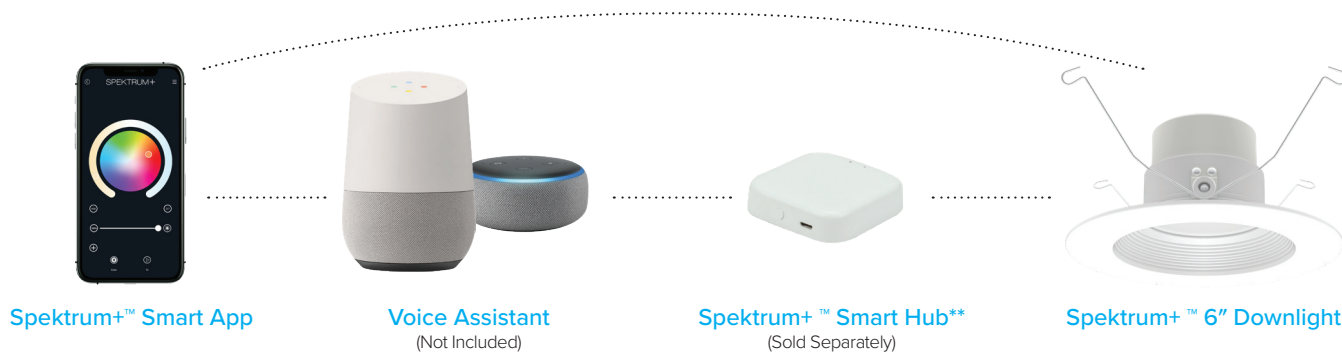 SPEKTRUM+
Spektrum+™ Smart App
Voice Assistant
(Not Included)
Spektrum+ ™ Smart Hub**
(Sold Separately)
Spektrum+ ™ 6″ Downlight